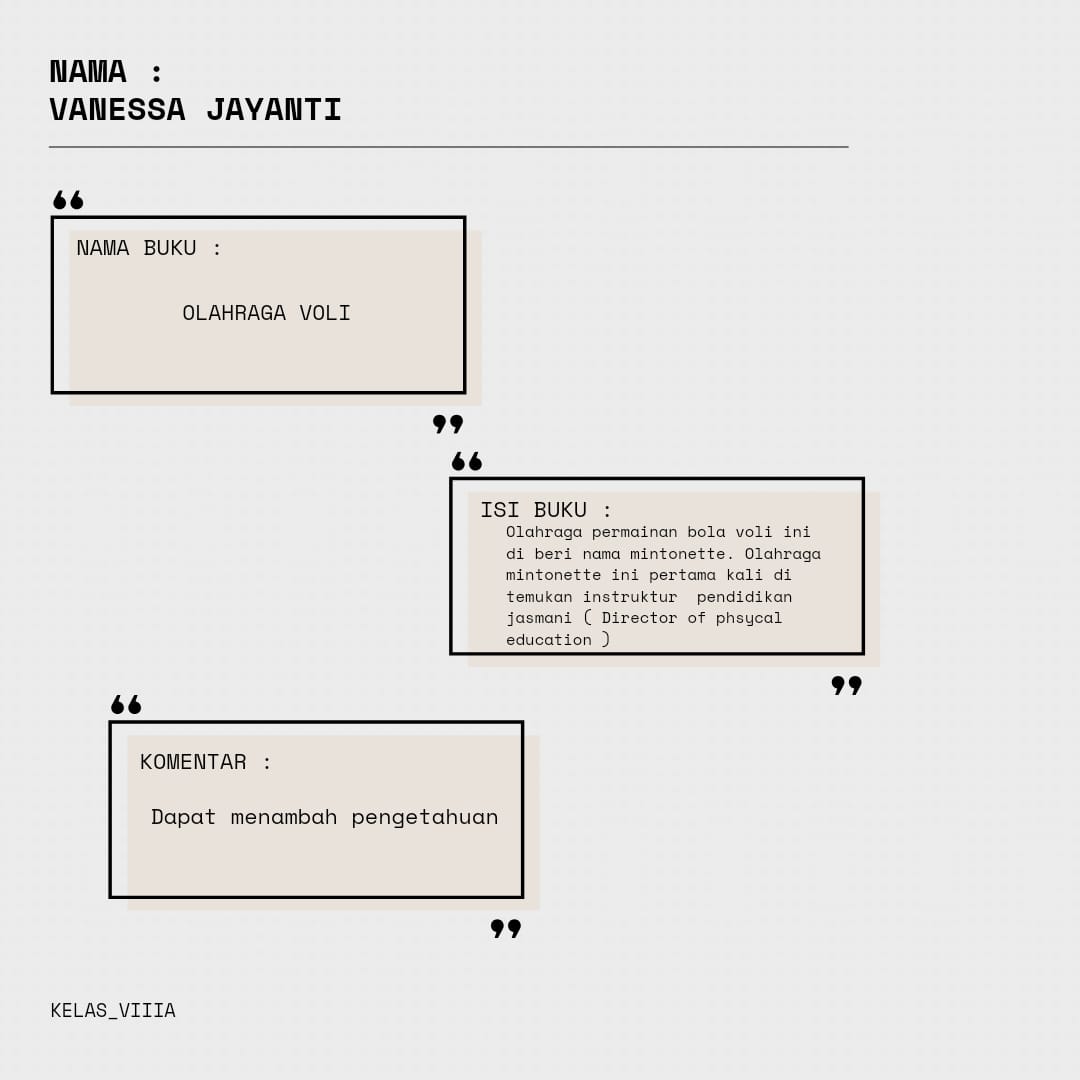 NAMA :
VANESSA JAYANTI
NAMA BUKU :
OLAHRAGA VOLI
ISI BUKU :
Olahraga permainan bola voli ini
di beri nama mintonette. Olahraga
mintonette ini pertama kali di
temukan instruktur  pendidikan
jasmani ( Director of phsycal
education )
KOMENTAR :
Dapat menambah pengetahuan
KELAS_VIIIA